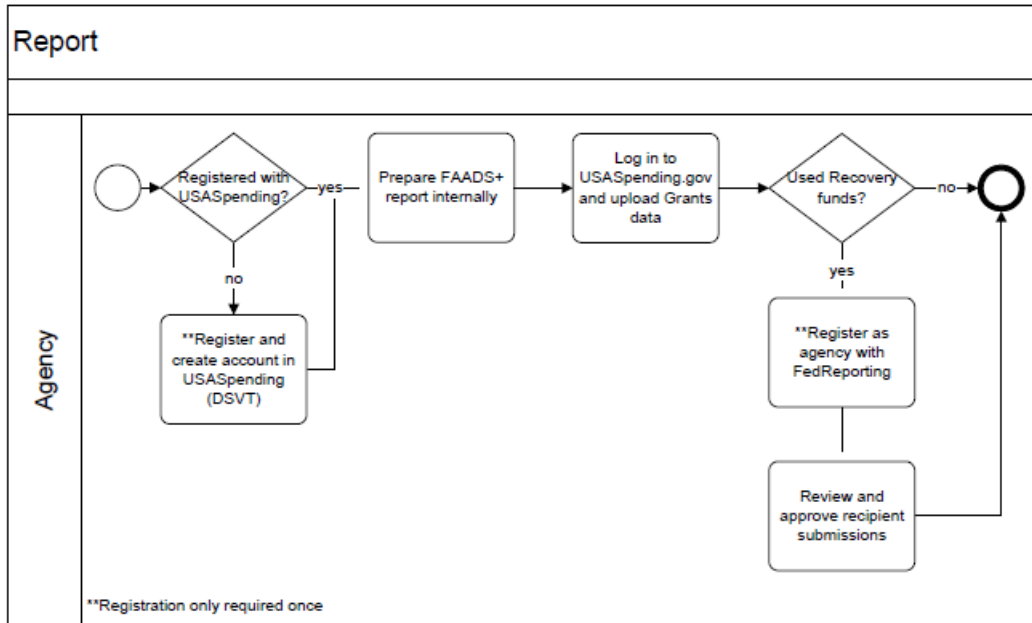 Report
Agency
Registered with
USASpending?
yes
no
**Register and
create account in
USASpending
(DSVT)
Prepare FAADS+
report internally
Log in to
USASpending.gov
and upload Grants
data
Used Recovery
funds?
no
yes
**Register as
agency with
FedReporting
Review and
approve recipient
submissions
**Registration only required once